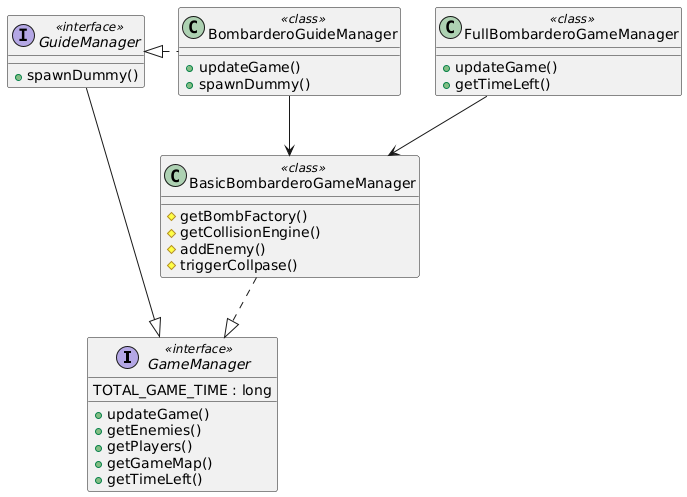 I
«interface»
GuideManager
spawnDummy()
C
«class»
BombarderoGuideManager
updateGame()
spawnDummy()
C
«class»
FullBombarderoGameManager
updateGame()
getTimeLeft()
C
«class»
BasicBombarderoGameManager
getBombFactory()
getCollisionEngine()
addEnemy()
triggerCollpase()
I
«interface»
GameManager
TOTAL_GAME_TIME : long
updateGame()
getEnemies()
getPlayers()
getGameMap()
getTimeLeft()